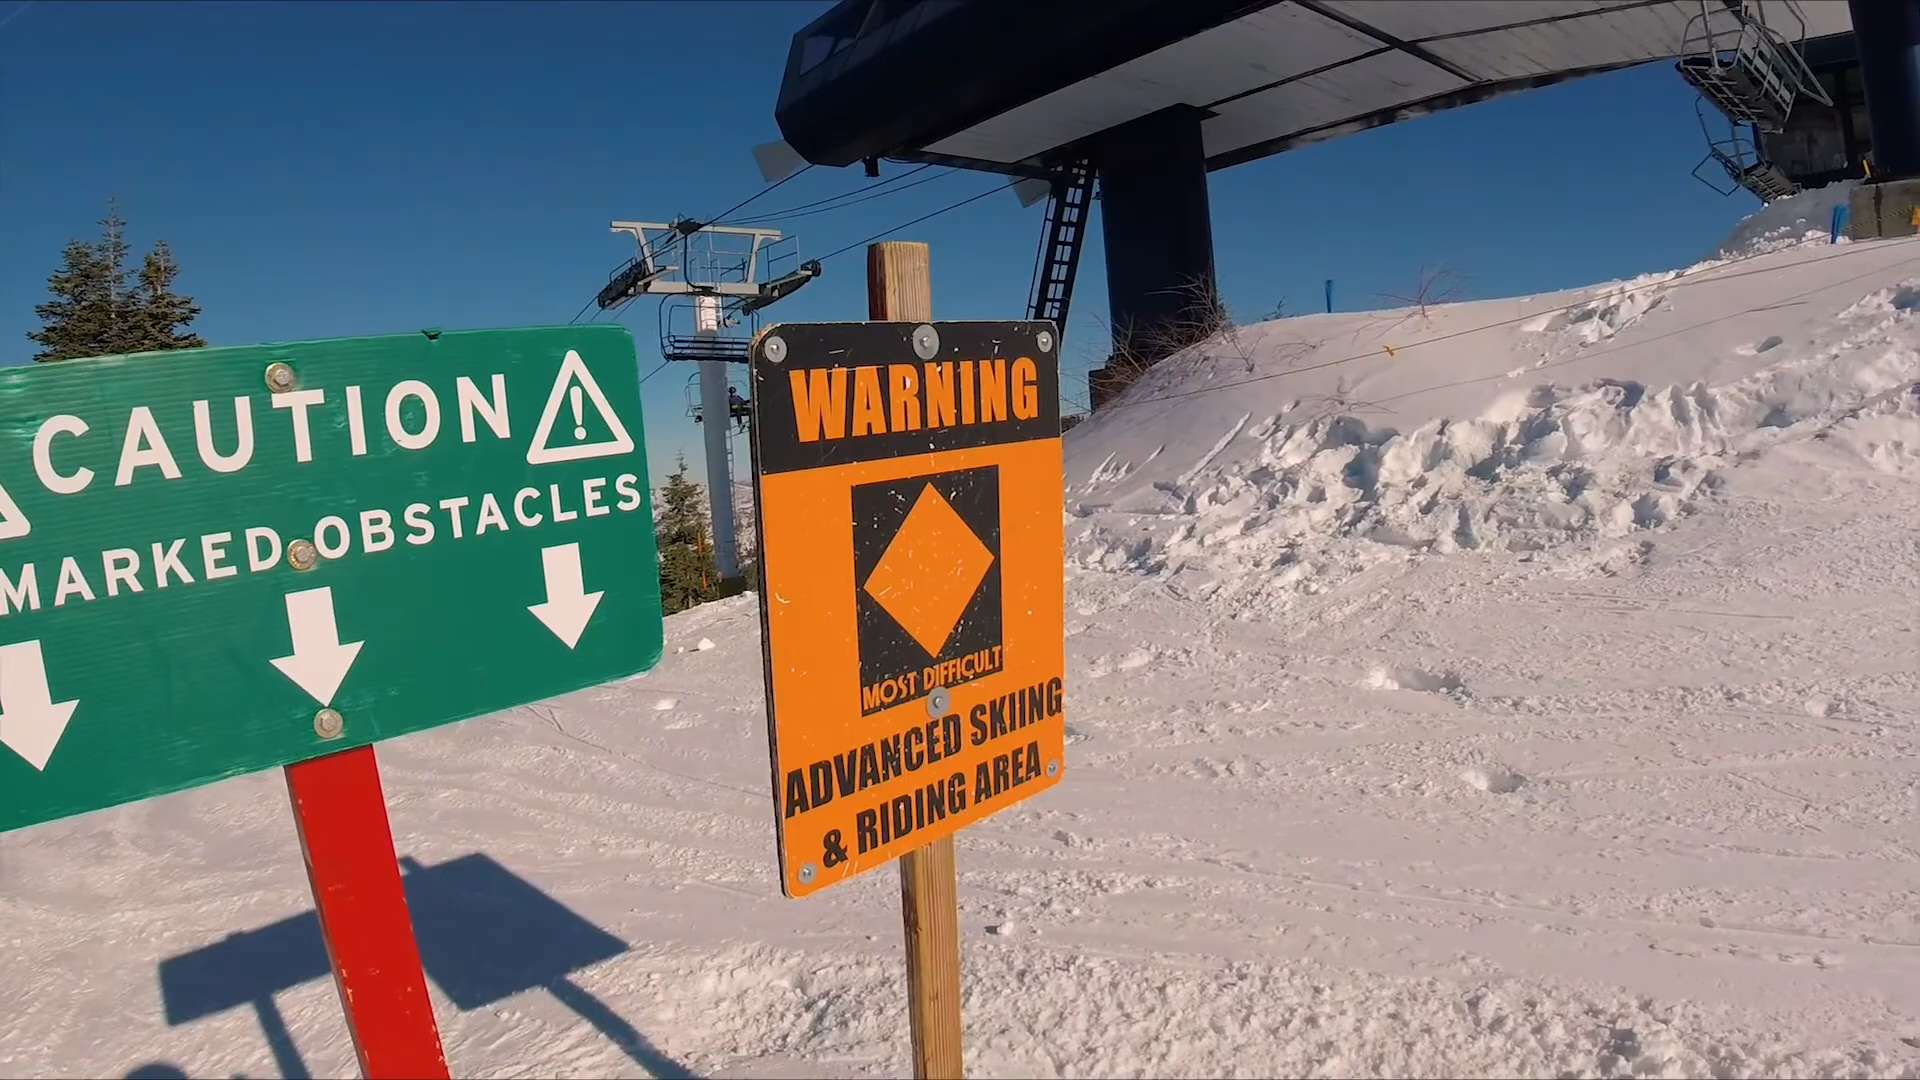 CAUTION
MARKED OBSTACLES
WARNING
MOST DIFFICULT
ADVANCED SKIING
& RIDING AREA